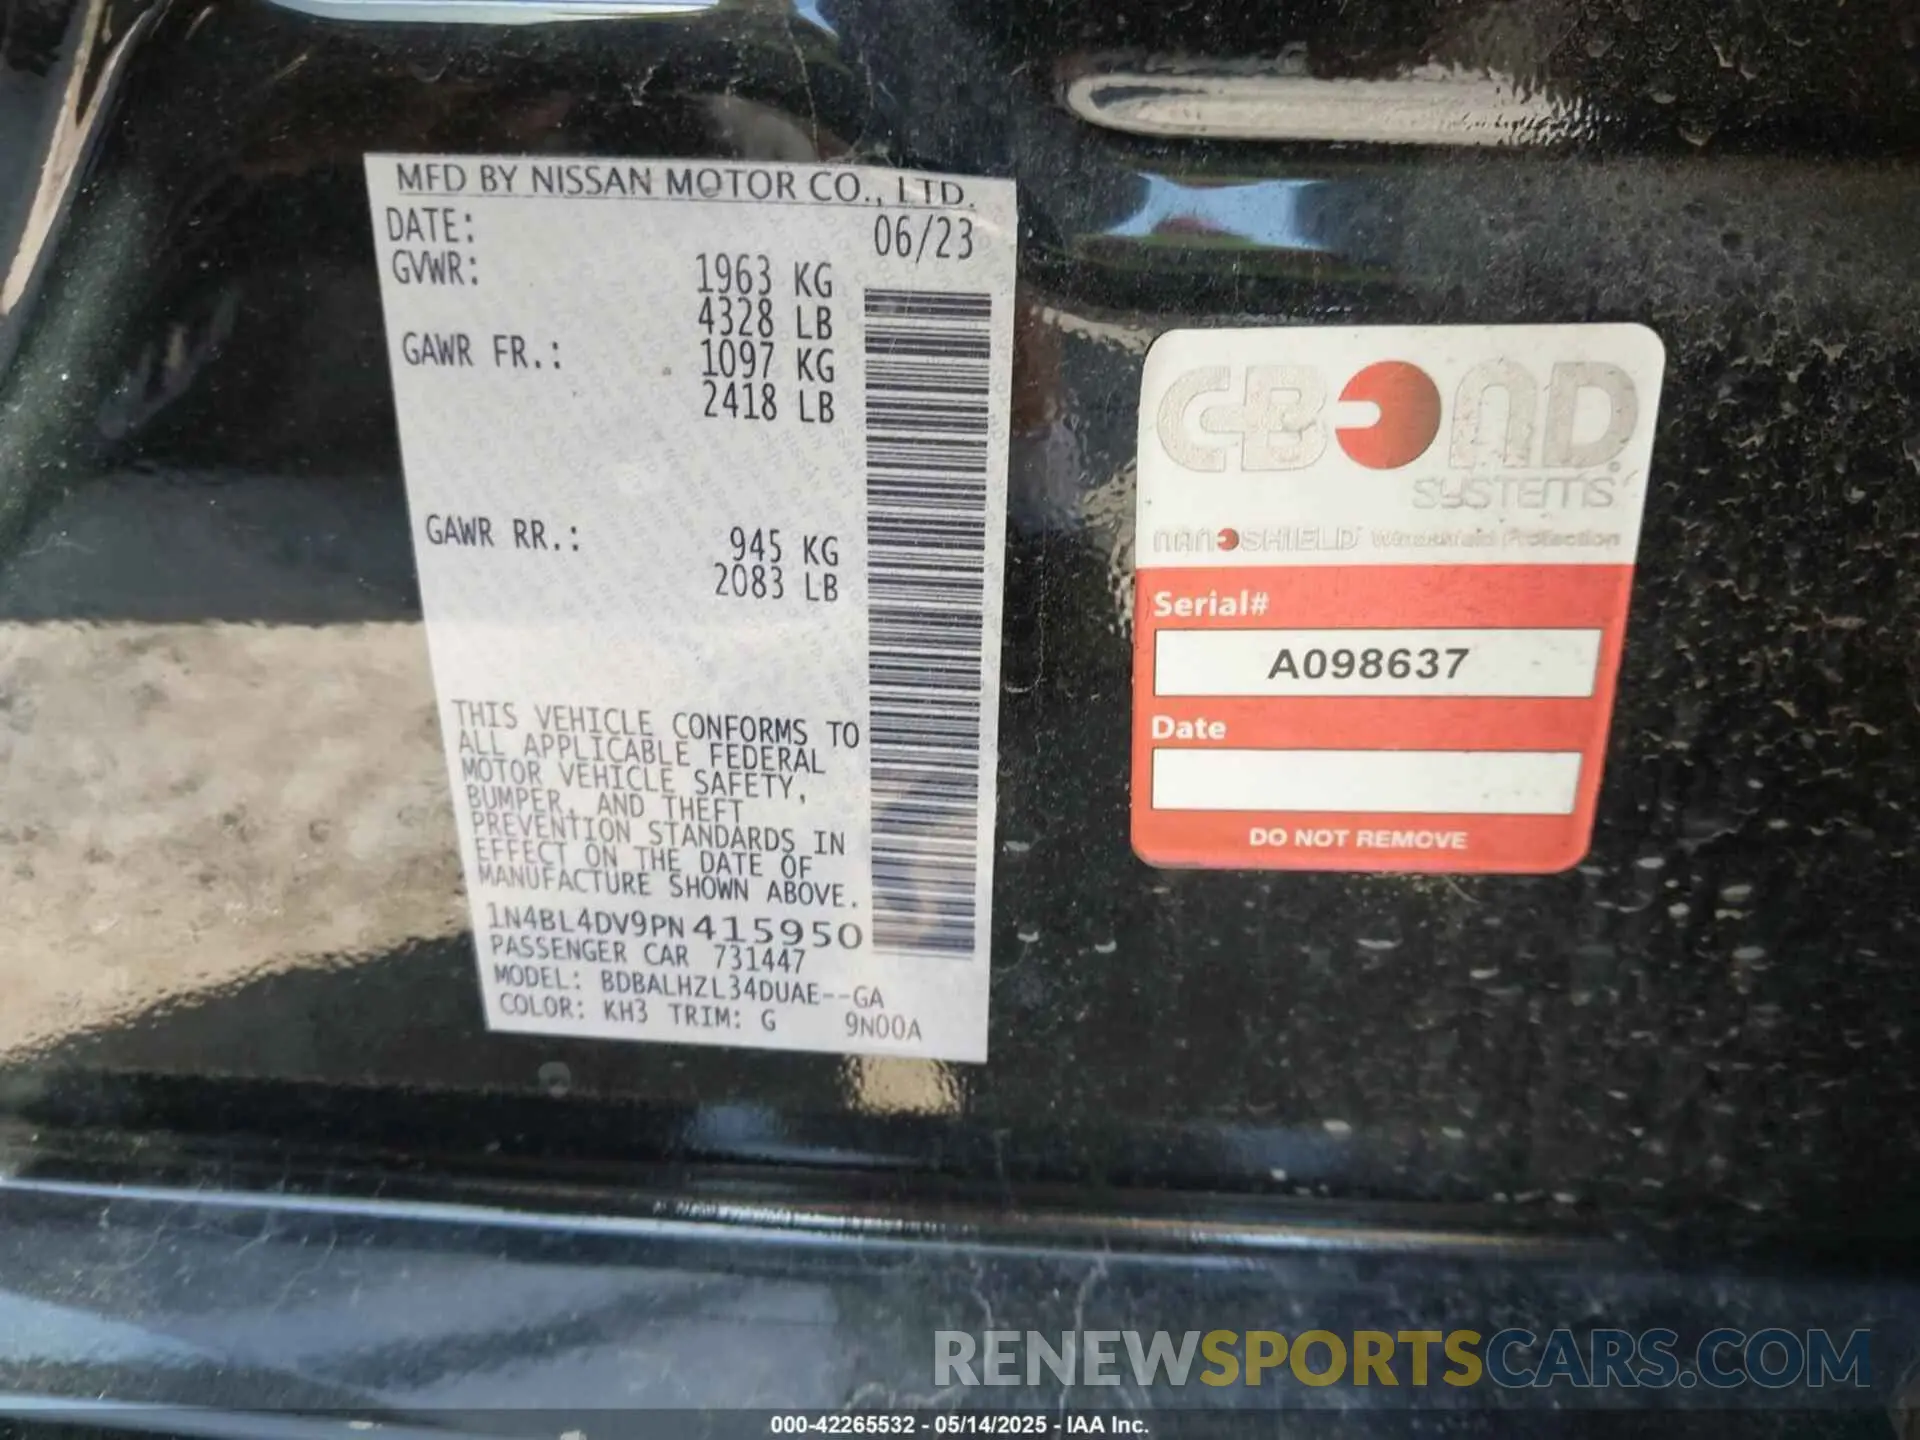 MFD BY NISSAN MOTOR CO., LTD.
DATE: 06/23
GVWR: 1963 KG
4328 LB
GAWR FR.: 1097 KG
2418 LB
GAWR RR.: 945 KG
2083 LB
THIS VEHICLE CONFORMS TO
ALL APPLICABLE FEDERAL
MOTOR VEHICLE SAFETY,
BUMPER, AND THEFT
PREVENTION STANDARDS IN
EFFECT ON THE DATE OF
MANUFACTURE SHOWN ABOVE.
1N4BL4DV9PN415950
PASSENGER CAR 731447
MODEL: BDBALHZL34DUAE--GA
COLOR: KH3 TRIM: G 9N00A
C-BOND
SYSTEMS
NANOSHIELD Windshield Protection
Serial#
A098637
Date
DO NOT REMOVE
RENEWSPORTSCARS.COM
000-42265532 - 05/14/2025 - IAA Inc.